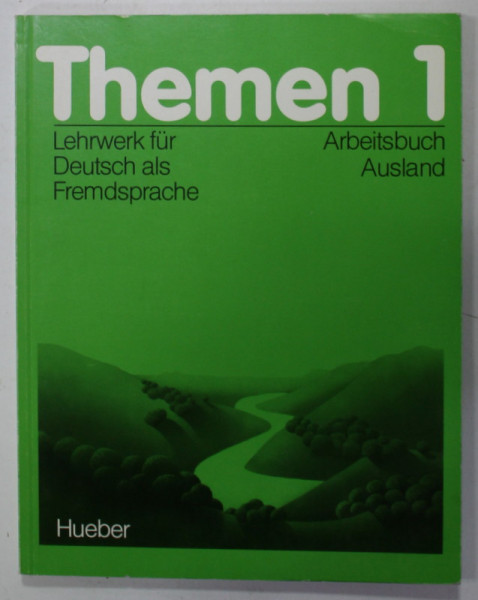 Themen 1
Lehrwerk für
Deutsch als
Fremdsprache
Arbeitsbuch
Ausland
Hueber